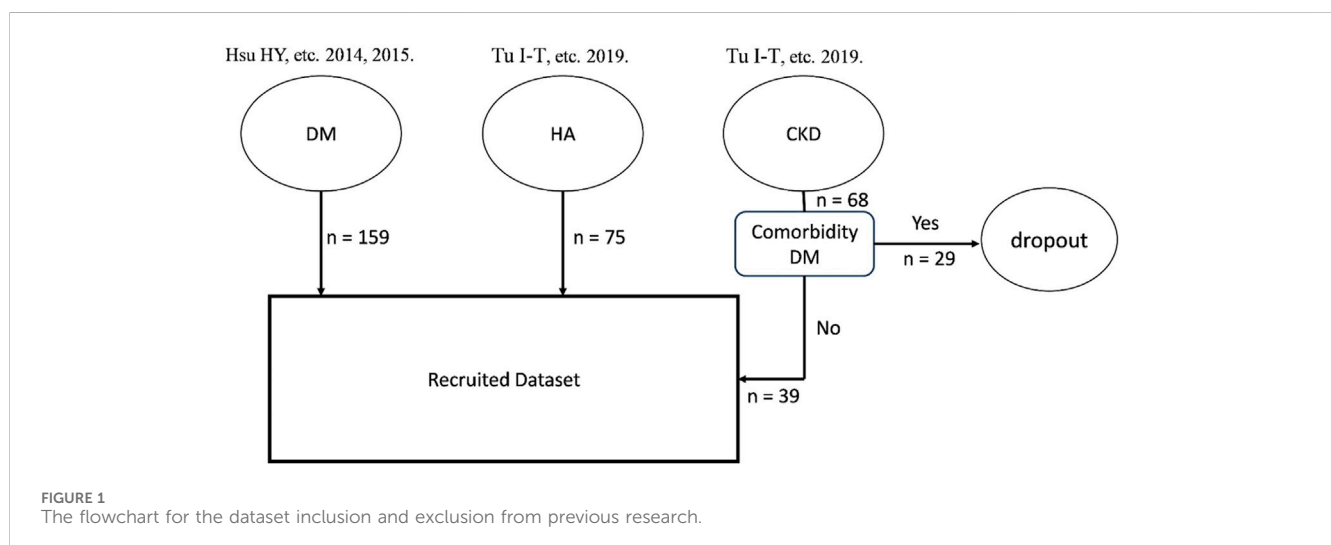 Hsu HY, etc. 2014, 2015.
Tu I-T, etc. 2019.
Tu I-T, etc. 2019.
DM
HA
CKD
n = 68
n = 159
n = 75
Comorbidity
DM
Yes
n = 29
dropout
No
Recruited Dataset
n = 39
FIGURE 1
The flowchart for the dataset inclusion and exclusion from previous research.